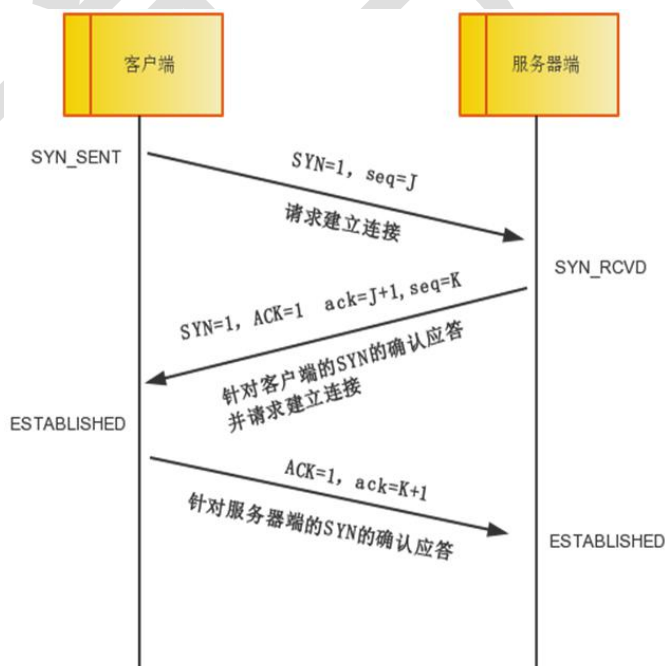 客户端
服务器端
SYN_SENT
SYN=1, seq=J
请求建立连接
SYN_RCVD
SYN=1, ACK=1 ack=J+1,seq=K
针对客户端的SYN的确认应答
并请求建立连接
ESTABLISHED
ACK=1, ack=K+1
针对服务器端的SYN的确认应答
ESTABLISHED